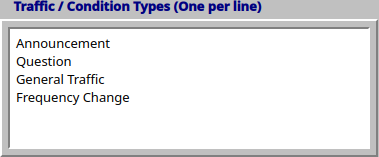 Traffic / Condition Types (One per line)
Announcement
Question
General Traffic
Frequency Change